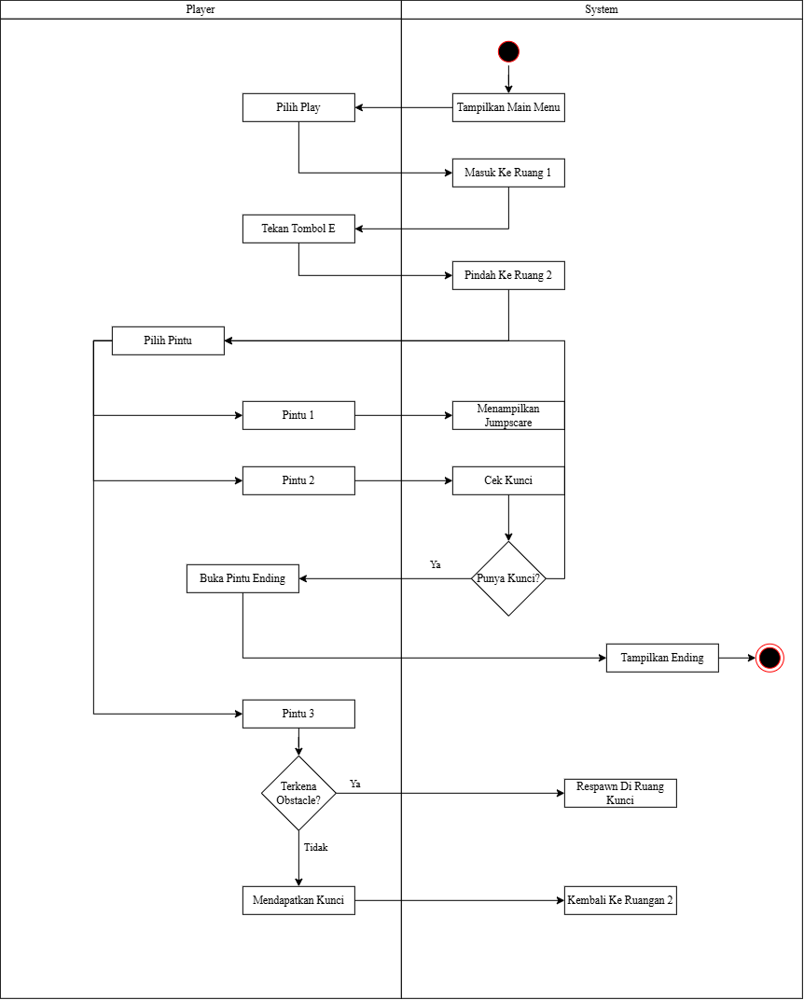 Player
System
Tampilkan Main Menu
Pilih Play
Masuk Ke Ruang 1
Tekan Tombol E
Pindah Ke Ruang 2
Pilih Pintu
Pintu 1
Menampilkan
Jumpscare
Pintu 2
Cek Kunci
Ya
Buka Pintu Ending
Punya Kunci?
Tampilkan Ending
Pintu 3
Terkena
Obstacle?
Ya
Respawn Di Ruang
Kunci
Tidak
Mendapatkan Kunci
Kembali Ke Ruangan 2